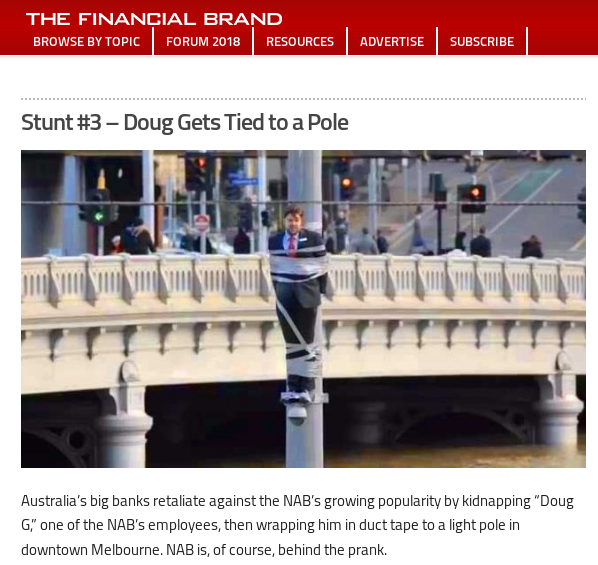 THE FINANCIAL BRAND
BROWSE BY TOPIC FORUM 2018 RESOURCES ADVERTISE SUBSCRIBE
Stunt #3 – Doug Gets Tied to a Pole
Australia's big banks retaliate against the NAB's growing popularity by kidnapping “Doug
G,” one of the NAB's employees, then wrapping him in duct tape to a light pole in
downtown Melbourne. NAB is, of course, behind the prank.